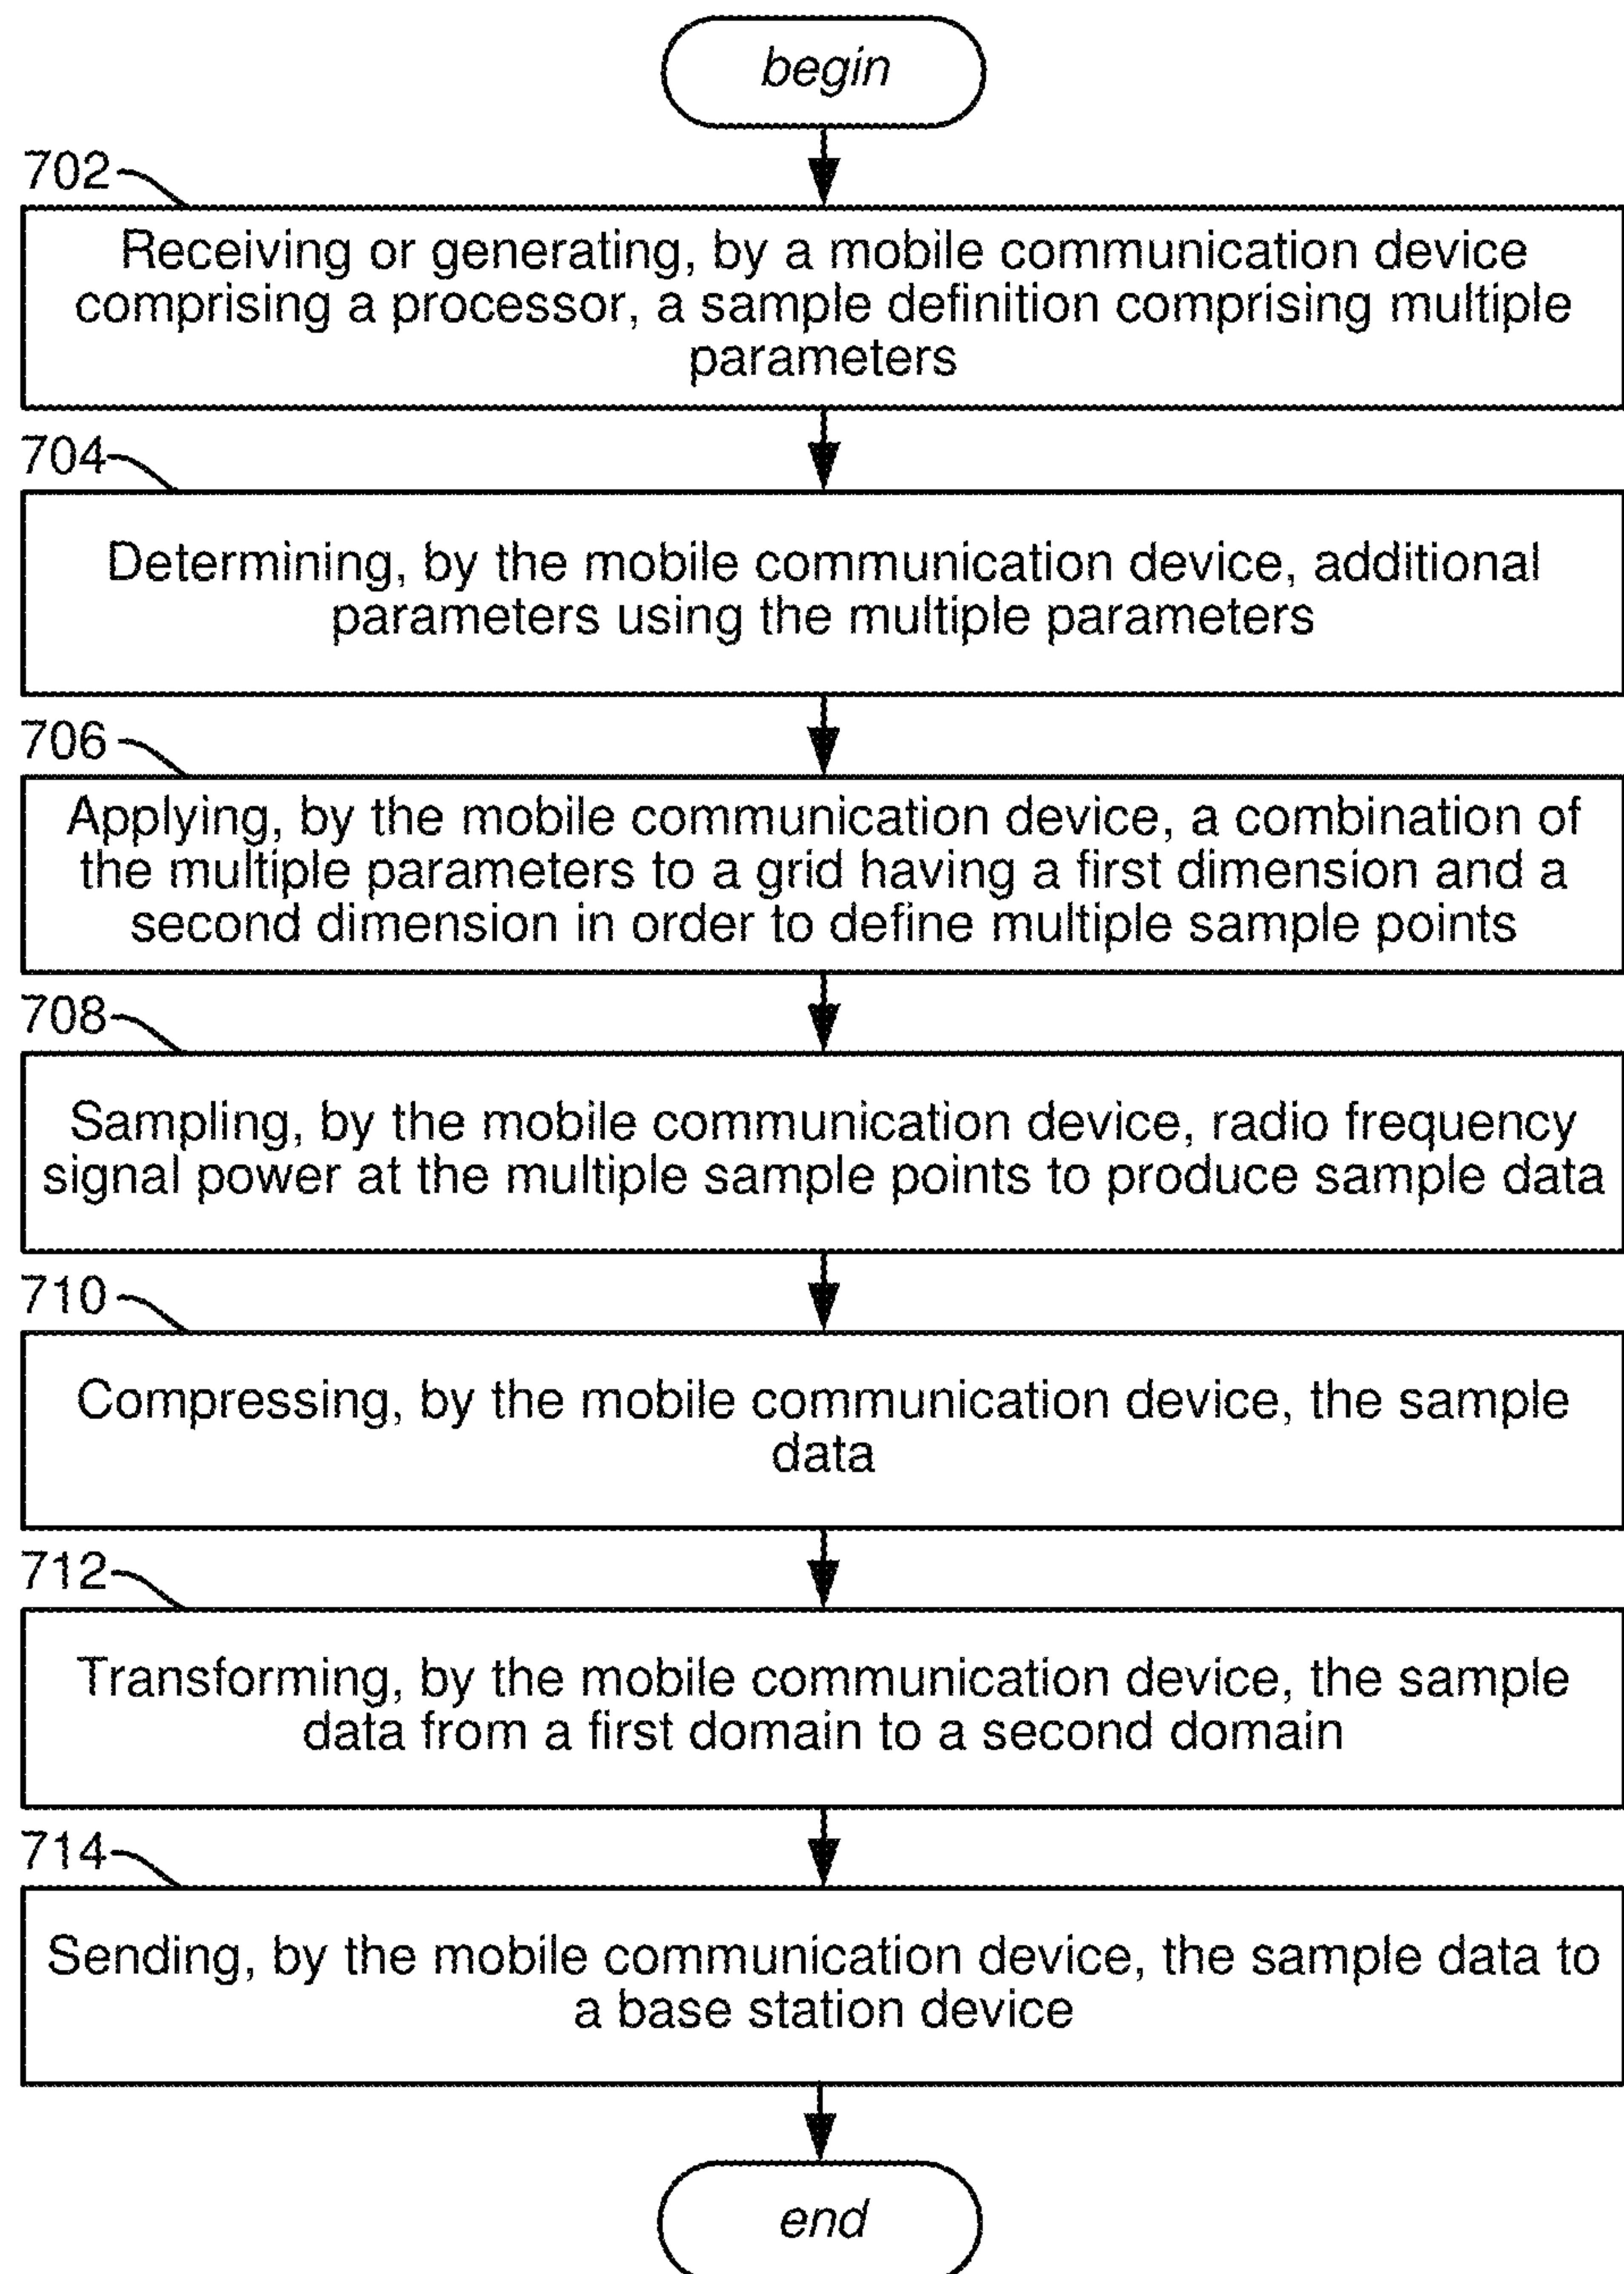 begin
702
Receiving or generating, by a mobile communication device
comprising a processor, a sample definition comprising multiple
parameters
704
Determining, by the mobile communication device, additional
parameters using the multiple parameters
706
Applying, by the mobile communication device, a combination of
the multiple parameters to a grid having a first dimension and a
second dimension in order to define multiple sample points
708
Sampling, by the mobile communication device, radio frequency
signal power at the multiple sample points to produce sample data
710
Compressing, by the mobile communication device, the sample
data
712
Transforming, by the mobile communication device, the sample
data from a first domain to a second domain
714
Sending, by the mobile communication device, the sample data to
a base station device
end